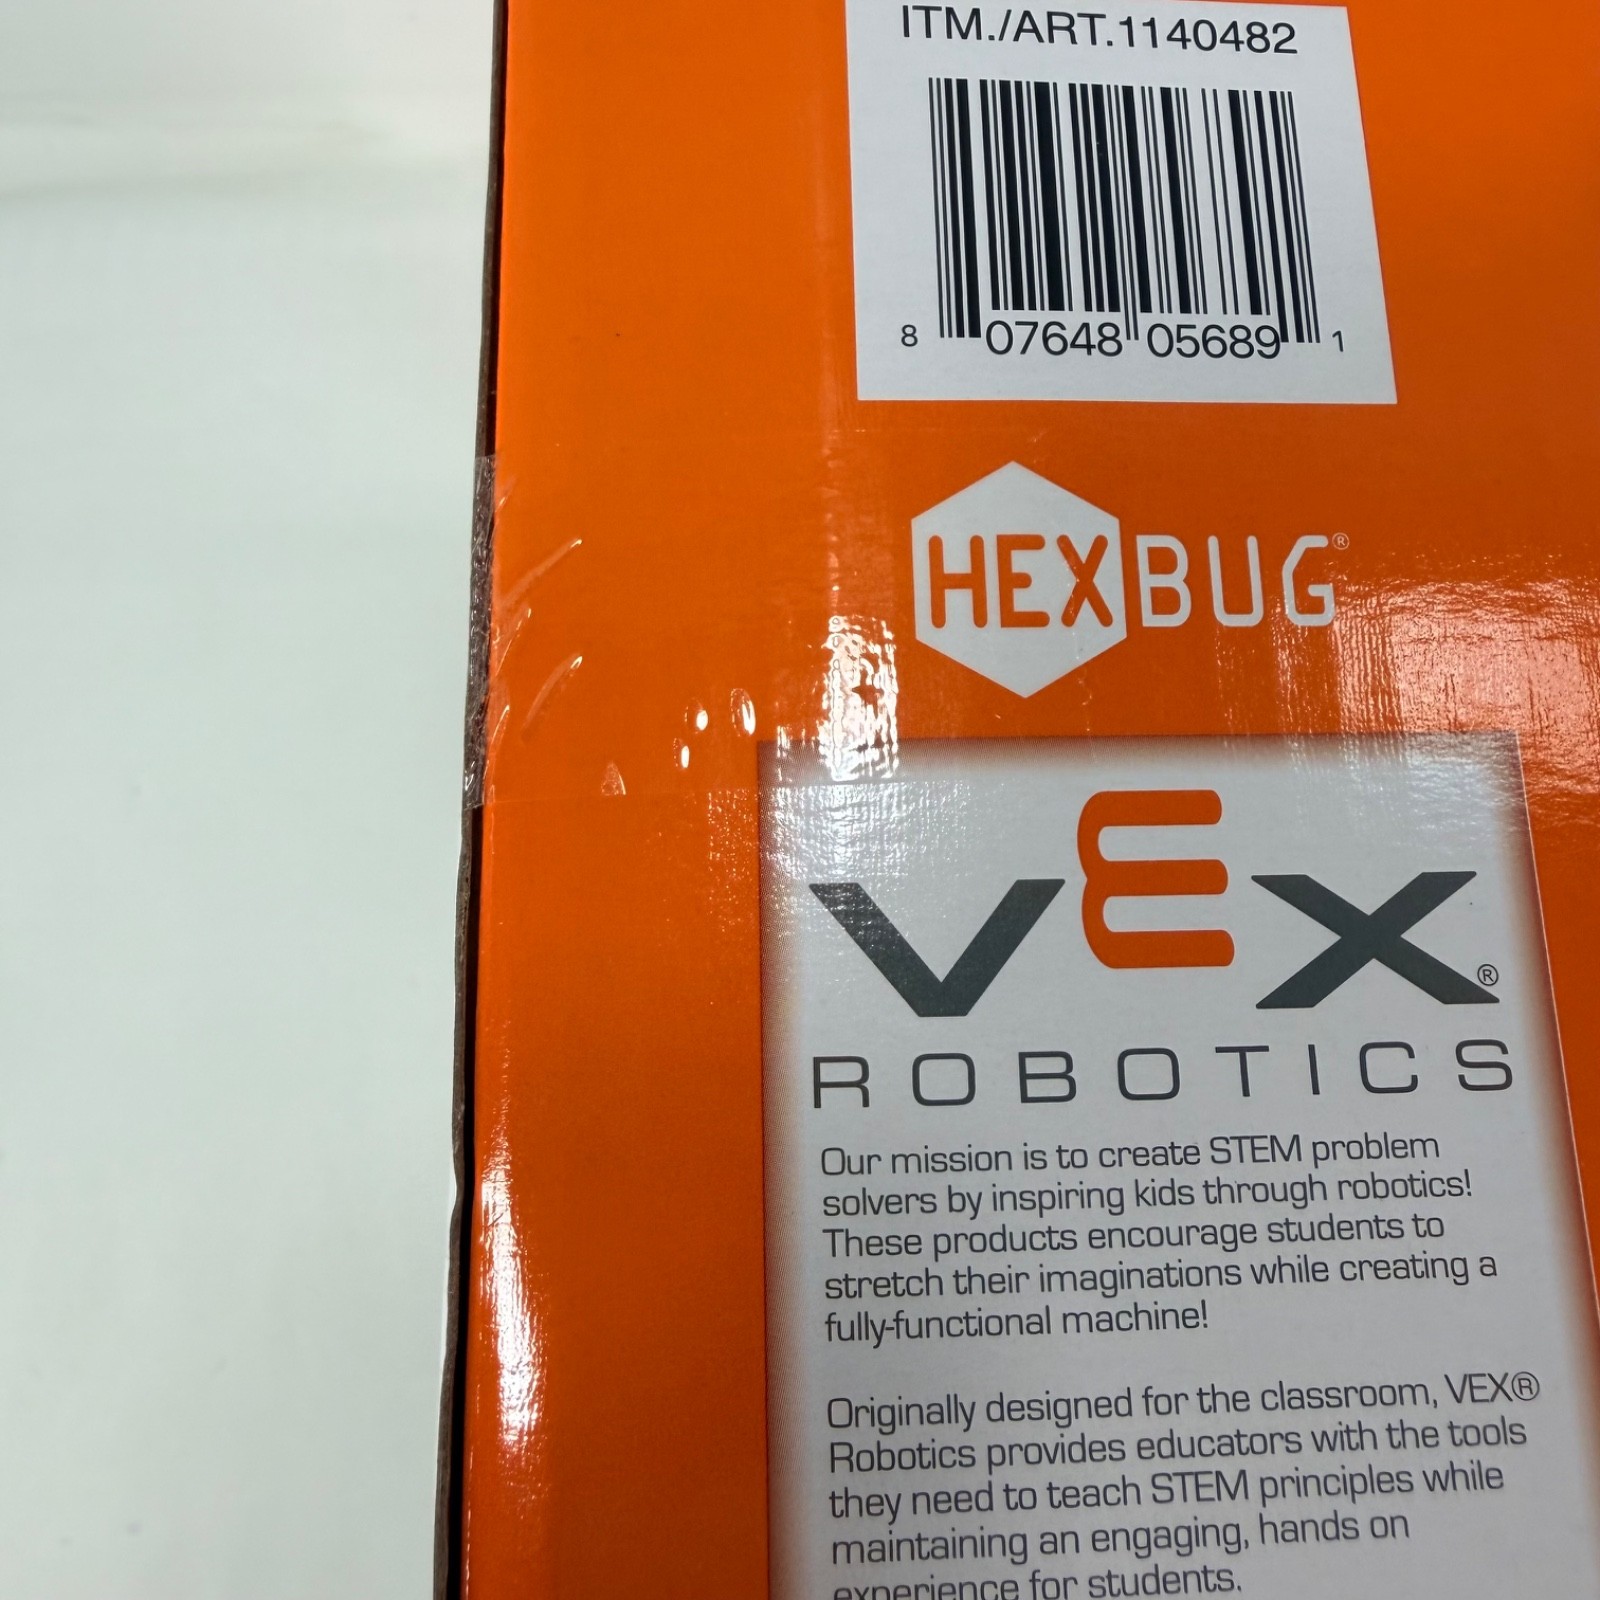 ITM./ART.1140482
8 07648 05689 1
HEXBUG®
VEX®
ROBOTICS
Our mission is to create STEM problem
solvers by inspiring kids through robotics!
These products encourage students to
stretch their imaginations while creating a
fully-functional machine!
Originally designed for the classroom, VEX®
Robotics provides educators with the tools
they need to teach STEM principles while
maintaining an engaging, hands on
experience for students.